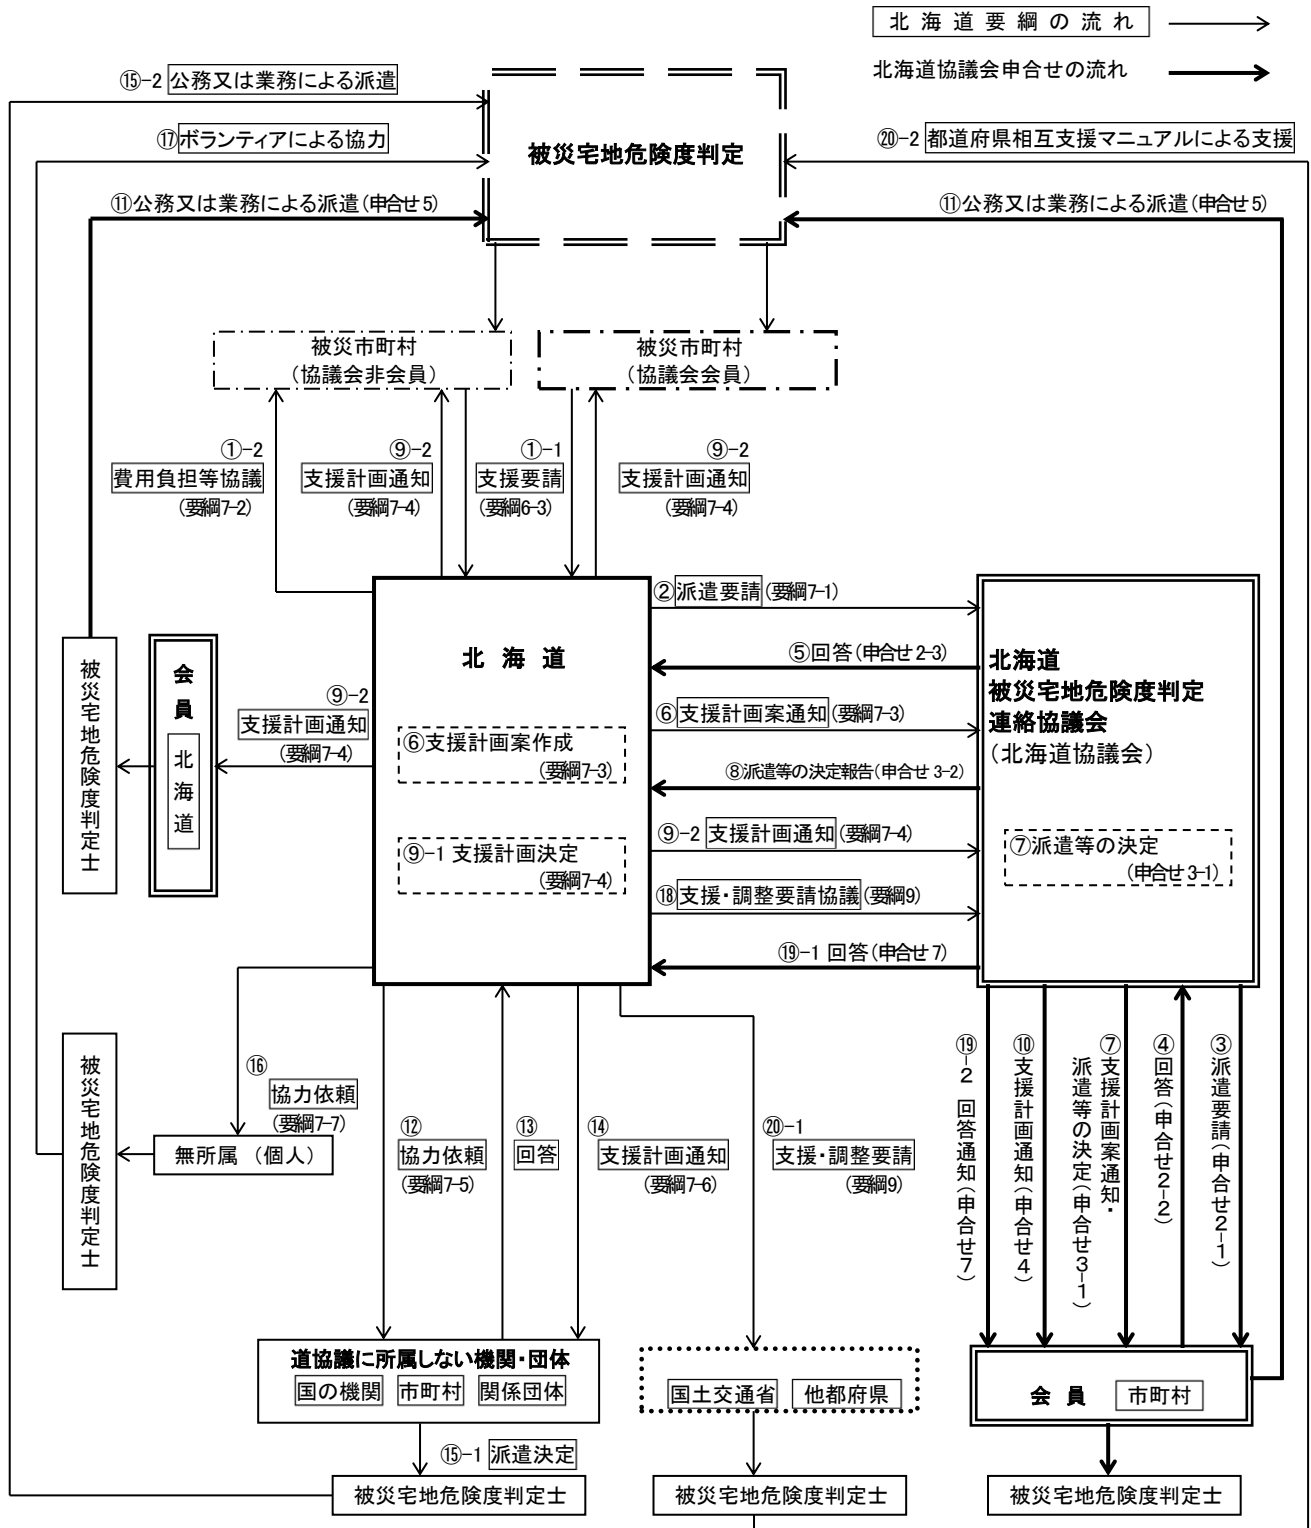 北海道要綱の流れ
北海道協議会申合せの流れ
⑮-2 公務又は業務による派遣
⑰ボランティアによる協力
⑳-2 都道府県相互支援マニュアルによる支援
被災宅地危険度判定
⑪公務又は業務による派遣(申合せ5)
⑪公務又は業務による派遣(申合せ5)
被災市町村
(協議会非会員)
被災市町村
(協議会会員)
①-2
費用負担等協議
(要綱7-2)
⑨-2
支援計画通知
(要綱7-4)
①-1
支援要請
(要綱6-3)
⑨-2
支援計画通知
(要綱7-4)
②派遣要請(要綱7-1)
⑤回答(申合せ2-3)
⑥支援計画案通知(要綱7-3)
⑧派遣等の決定報告(申合せ3-2)
⑨-2 支援計画通知(要綱7-4)
⑱支援・調整要請協議(要綱9)
⑲-1 回答(申合せ7)
北海道
⑥支援計画案作成
(要綱7-3)
⑨-1 支援計画決定
(要綱7-4)
北海道
被災宅地危険度判定
連絡協議会
(北海道協議会)
⑦派遣等の決定
(申合せ3-1)
被災宅地危険度判定士
会員
北海道
⑨-2
支援計画通知
(要綱7-4)
被災宅地危険度判定士
⑯
協力依頼
(要綱7-7)
無所属 (個人)
⑫
協力依頼
(要綱7-5)
⑬
回答
⑭
支援計画通知
(要綱7-6)
⑳-1
支援・調整要請
(要綱9)
⑲-2 回答通知(申合せ7)
⑩支援計画通知(申合せ4)
⑦支援計画案通知・
派遣等の決定(申合せ3-1)
④回答(申合せ2-2)
③派遣要請(申合せ2-1)
道協議に所属しない機関・団体
国の機関 市町村 関係団体
国土交通省 他都府県
会員 市町村
⑮-1 派遣決定
被災宅地危険度判定士
被災宅地危険度判定士
被災宅地危険度判定士